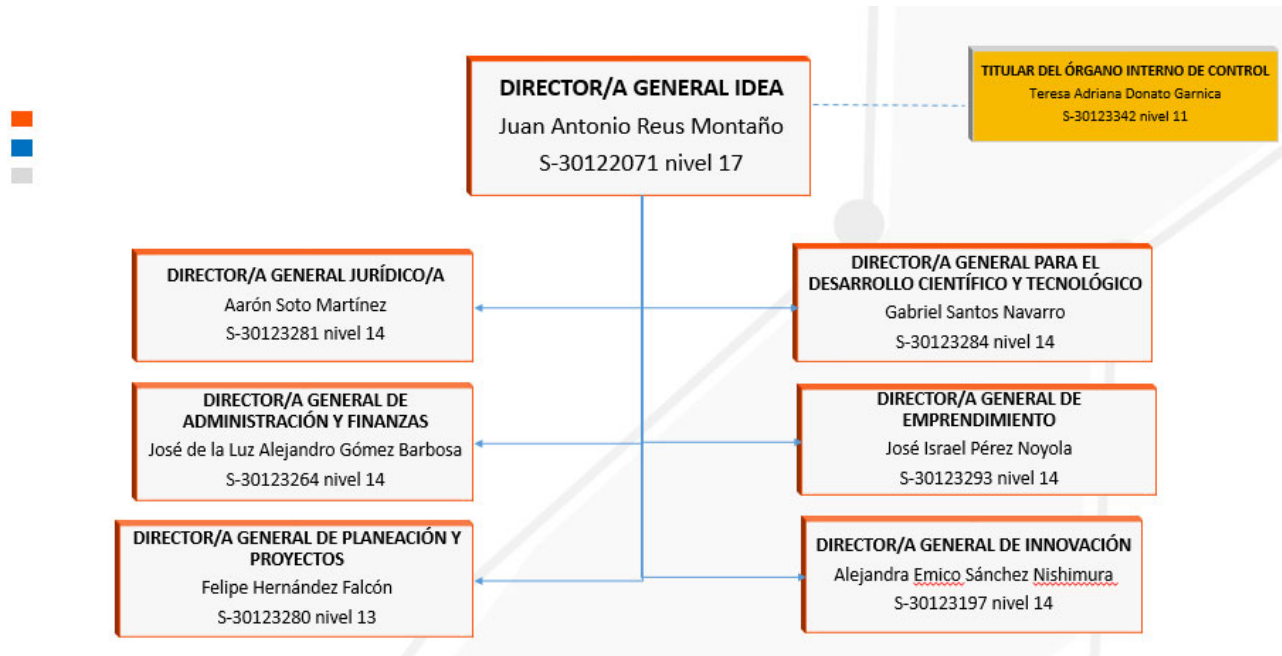 DIRECTOR/A GENERAL IDEA
Juan Antonio Reus Montaño
S-30122071 nivel 17
TITULAR DEL ÓRGANO INTERNO DE CONTROL
Teresa Adriana Donato Garnica
S-30123342 nivel 11
DIRECTOR/A GENERAL JURÍDICO/A
Aarón Soto Martínez
S-30123281 nivel 14
DIRECTOR/A GENERAL PARA EL
DESARROLLO CIENTÍFICO Y TECNOLÓGICO
Gabriel Santos Navarro
S-30123284 nivel 14
DIRECTOR/A GENERAL DE
ADMINISTRACIÓN Y FINANZAS
José de la Luz Alejandro Gómez Barbosa
S-30123264 nivel 14
DIRECTOR/A GENERAL DE
EMPRENDIMIENTO
José Israel Pérez Noyola
S-30123293 nivel 14
DIRECTOR/A GENERAL DE PLANEACIÓN Y
PROYECTOS
Felipe Hernández Falcón
S-30123280 nivel 13
DIRECTOR/A GENERAL DE INNOVACIÓN
Alejandra Emico Sánchez Nishimura
S-30123197 nivel 14